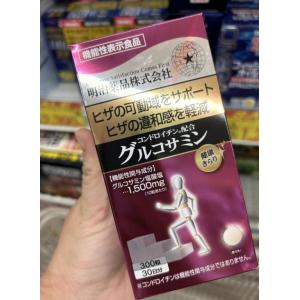 機能性表示食品
明治薬品株式会社
ヒザの可動域をサポート
ヒザの違和感を軽減
コンドロイチン※配合
グルコサミン
健康きらり
【機能性関与成分】
グルコサミン塩酸塩
…1,500mg
300粒
30日分
※コンドロイチンは機能性関与成分ではありません。